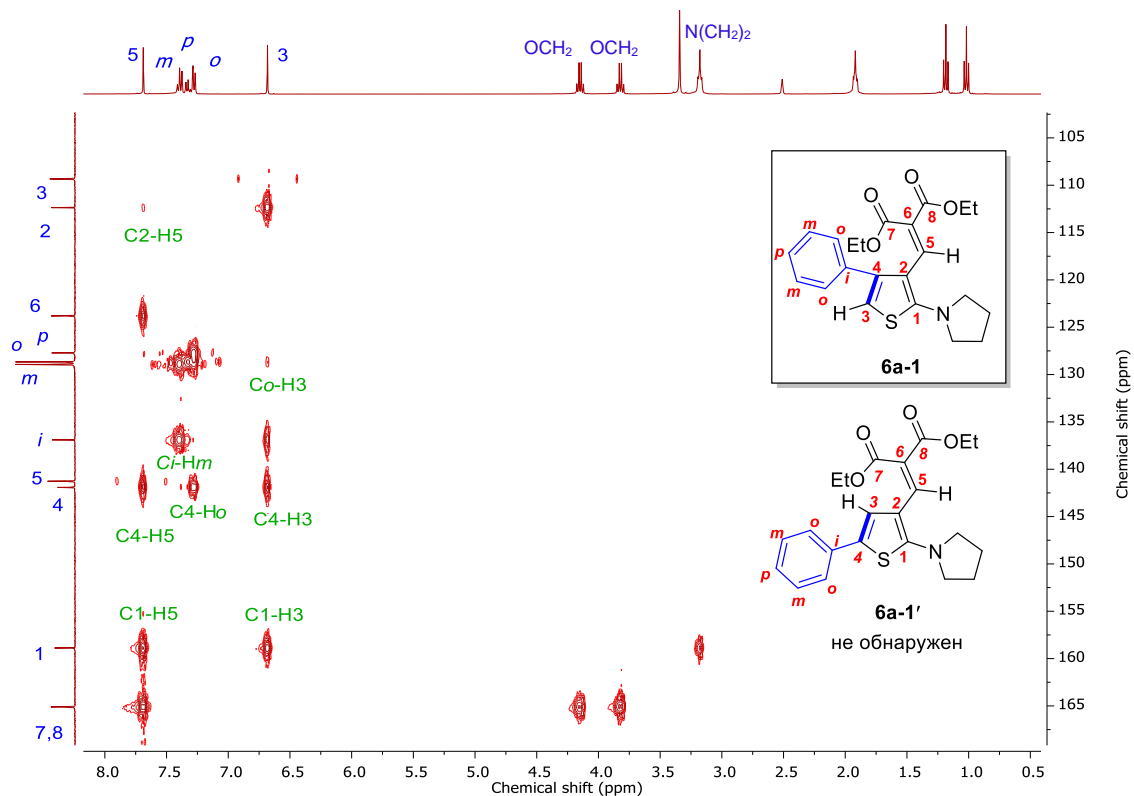 5
m
p
o
3
OCH2
OCH2
N(CH2)2
3
2
6
o
p
m
i
5
4
1
7,8
C2-H5
Co-H3
Ci-Hm
C4-H5
C4-Ho
C4-H3
C1-H5
C1-H3
105
110
115
120
125
130
135
140
145
150
155
160
165
Chemical shift (ppm)
8.0 7.5 7.0 6.5 6.0 5.5 5.0 4.5 4.0 3.5 3.0 2.5 2.0 1.5 1.0 0.5
Chemical shift (ppm)
O
OEt
O
6
8
7
m
o
EtO
5
H
p
4
2
i
m
o
H
3
S
1
N
6a-1
O
OEt
O
6
8
7
EtO
5
H
H
3
2
o
m
i
4
S
1
N
p
o
m
6a-1′
не обнаружен